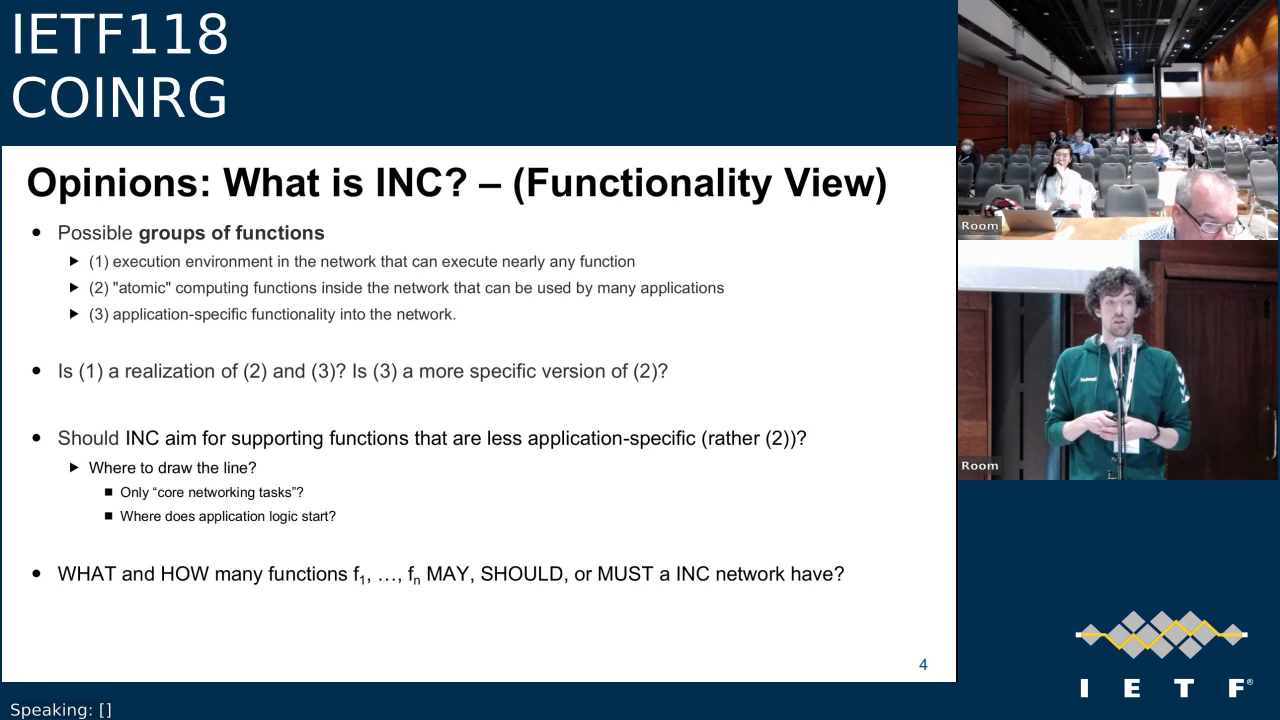 IETF118
COINRG
Opinions: What is INC? – (Functionality View)
Possible groups of functions
(1) execution environment in the network that can execute nearly any function
(2) "atomic" computing functions inside the network that can be used by many applications
(3) application-specific functionality into the network.
Is (1) a realization of (2) and (3)? Is (3) a more specific version of (2)?
Should INC aim for supporting functions that are less application-specific (rather (2))?
Where to draw the line?
Only “core networking tasks”?
Where does application logic start?
WHAT and HOW many functions f1, …, fn MAY, SHOULD, or MUST a INC network have?
4
Room
Room
hummel
I E T F®
Speaking: []